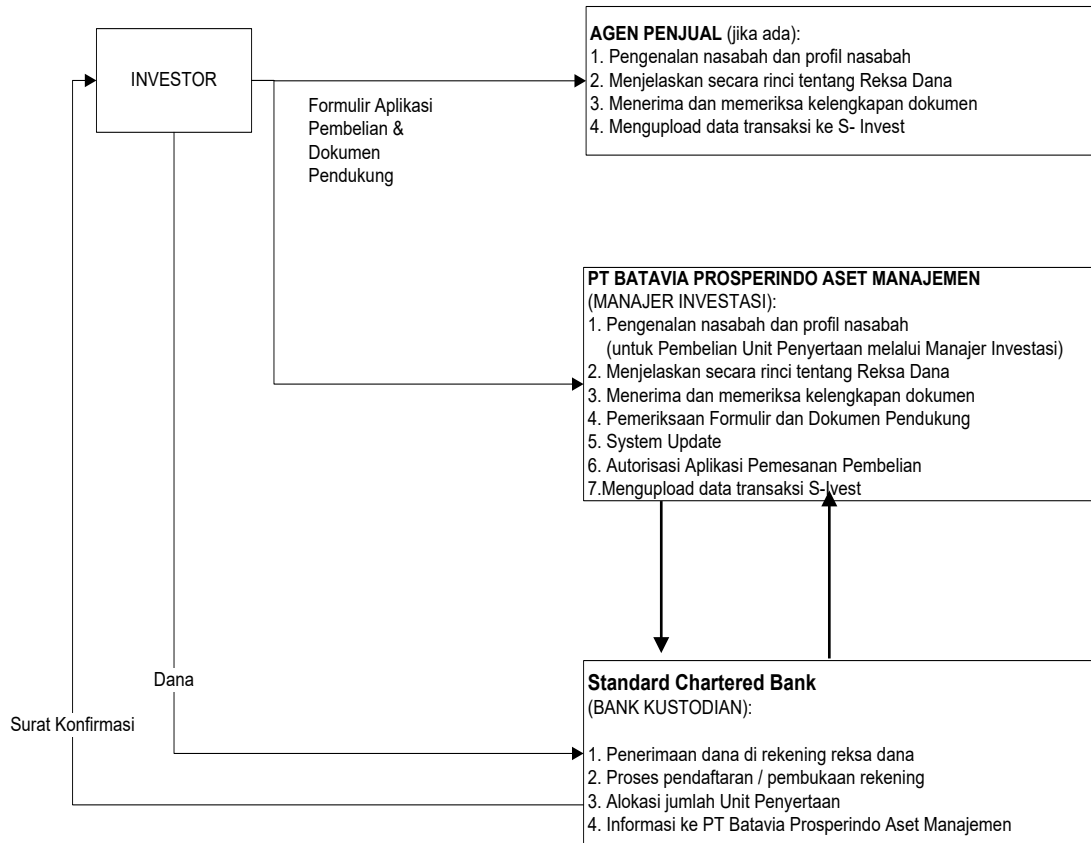 INVESTOR
Formulir Aplikasi
Pembelian &
Dokumen
Pendukung
AGEN PENJUAL (jika ada):
1. Pengenalan nasabah dan profil nasabah
2. Menjelaskan secara rinci tentang Reksa Dana
3. Menerima dan memeriksa kelengkapan dokumen
4. Mengupload data transaksi ke S- Invest
PT BATAVIA PROSPERINDO ASET MANAJEMEN
(MANAJER INVESTASI):
1. Pengenalan nasabah dan profil nasabah
(untuk Pembelian Unit Penyertaan melalui Manajer Investasi)
2. Menjelaskan secara rinci tentang Reksa Dana
3. Menerima dan memeriksa kelengkapan dokumen
4. Pemeriksaan Formulir dan Dokumen Pendukung
5. System Update
6. Autorisasi Aplikasi Pemesanan Pembelian
7.Mengupload data transaksi S-Ivest
Dana
Surat Konfirmasi
Standard Chartered Bank
(BANK KUSTODIAN):
1. Penerimaan dana di rekening reksa dana
2. Proses pendaftaran / pembukaan rekening
3. Alokasi jumlah Unit Penyertaan
4. Informasi ke PT Batavia Prosperindo Aset Manajemen